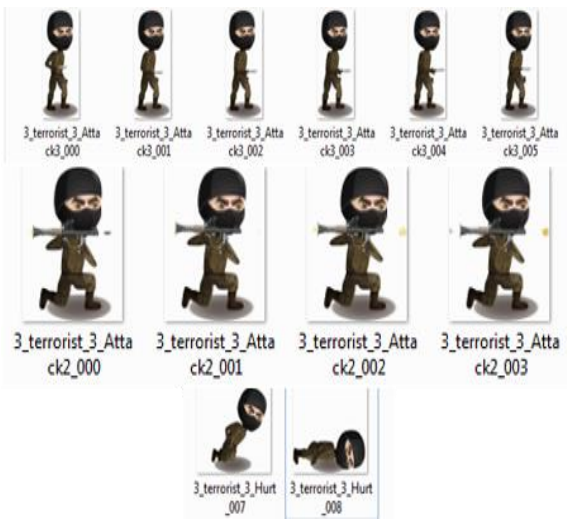 3_terrorist_3_Atta 3_terrorist_3_Atta 3_terrorist_3_Atta 3_terrorist_3_Atta 3_terrorist_3_Atta 3_terrorist_3_Atta
ck3_000 ck3_001 ck3_002 ck3_003 ck3_004 ck3_005
3_terrorist_3_Atta 3_terrorist_3_Atta 3_terrorist_3_Atta 3_terrorist_3_Atta
ck2_000 ck2_001 ck2_002 ck2_003
3_terrorist_3_Hurt 3_terrorist_3_Hurt
_007 _008